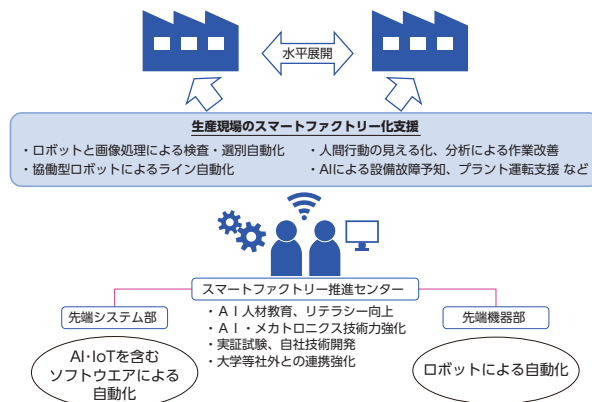 水平展開
生産現場のスマートファクトリー化支援
・ロボットと画像処理による検査・選別自動化
・協働型ロボットによるライン自動化
・人間行動の見える化、分析による作業改善
・AIによる設備故障予知、プラント運転支援 など
スマートファクトリー推進センター
・ＡＩ人材教育、リテラシー向上
・ＡＩ・メカトロニクス技術力強化
・実証試験、自社技術開発
・大学等社外との連携強化
先端システム部
AI・IoTを含む
ソフトウエアによる
自動化
先端機器部
ロボットによる自動化